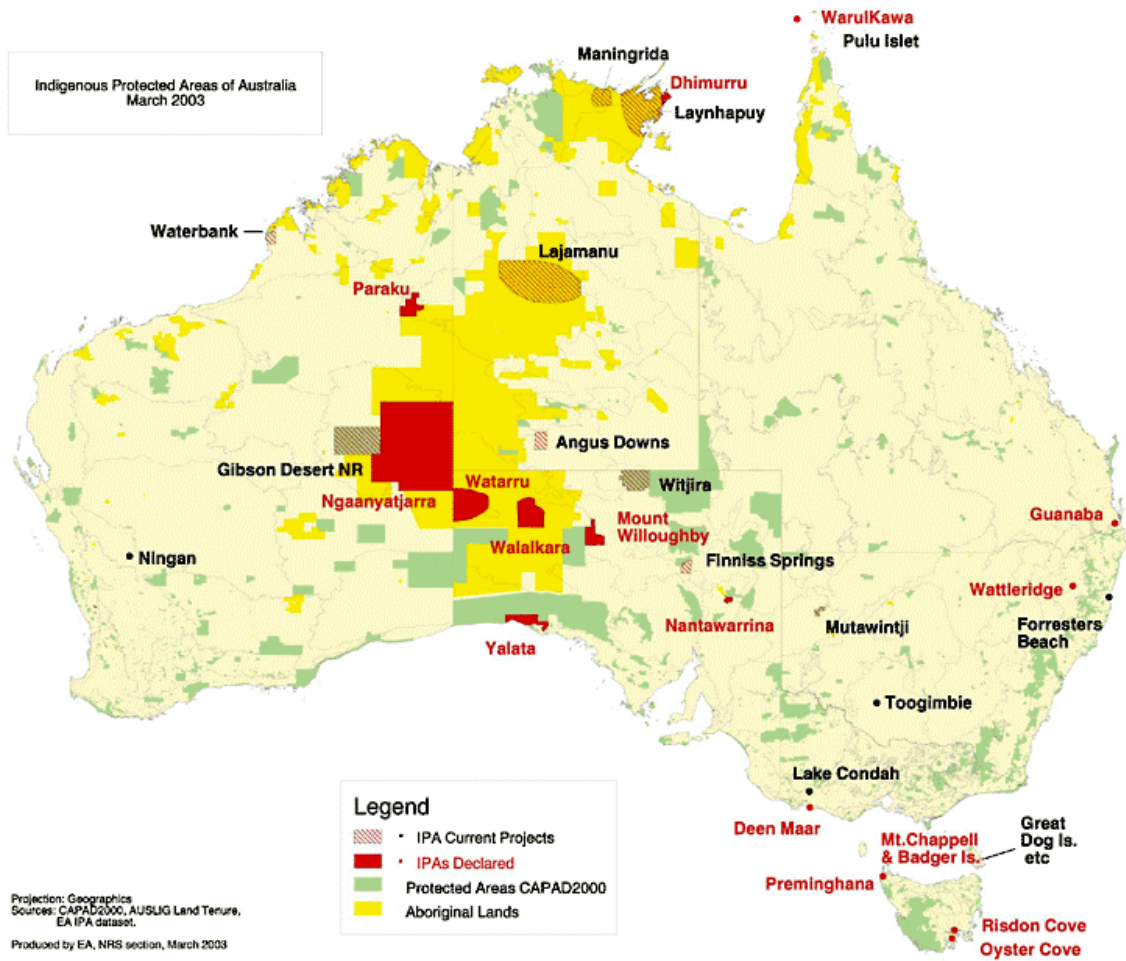 WarulKawa
Pulu islet
Maningrida
Indigenous Protected Areas of Australia
March 2003
Dhimurru
Laynhapuy
Waterbank
Lajamanu
Paraku
Angus Downs
Gibson Desert NR
Watarru
Witjira
Ngaanyatjarra
Mount
Willoughby
Guanaba
Walalkara
Ningan
Finniss Springs
Wattleridge
Nantawarrina
Mutawintji
Forresters
Beach
Yalata
Toogimbie
Lake Condah
Legend
IPA Current Projects
IPAs Declared
Protected Areas CAPAD2000
Aboriginal Lands
Deen Maar
Great
Dog Is.
etc
Mt.Chappell
& Badger Is.
Preminghana
Risdon Cove
Oyster Cove
Projection: Geographics
Sources: CAPAD2000, AUSLIG Land Tenure,
EA IPA dataset.
Produced by EA, NRS section, March 2003